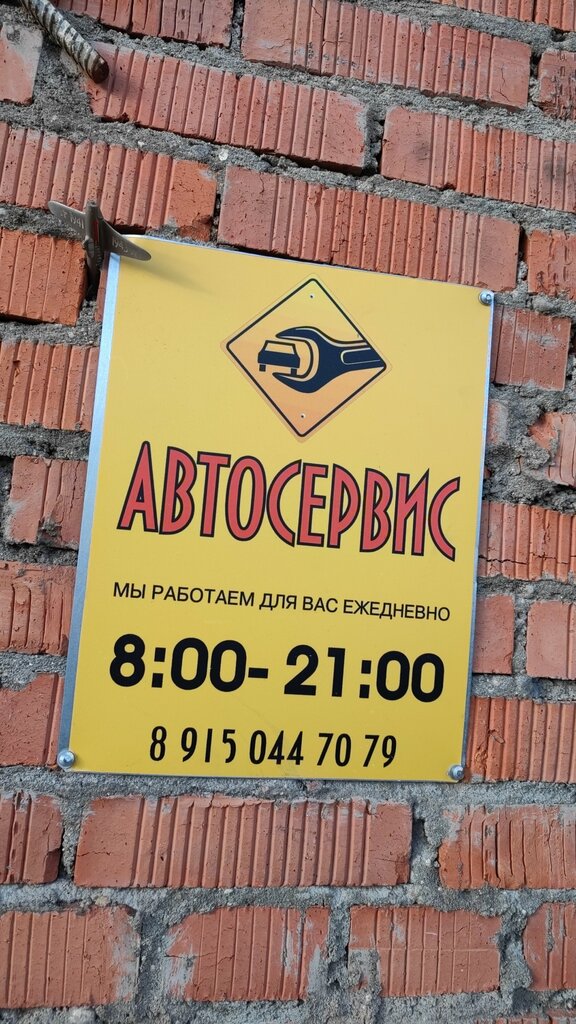 АВТОСЕРВИС
МЫ РАБОТАЕМ ДЛЯ ВАС ЕЖЕДНЕВНО
8:00- 21:00
8 915 044 70 79